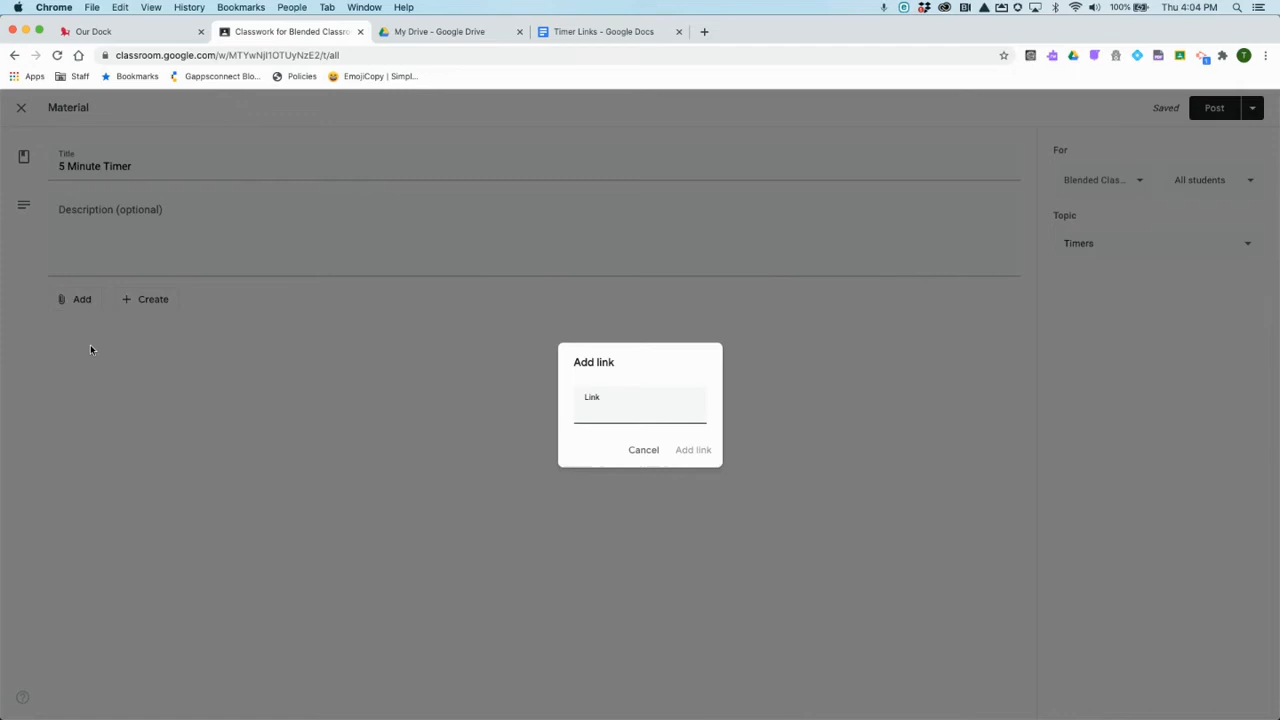 Chrome File Edit View History Bookmarks People Tab Window Help 100% Thu 4:04 PM
Our Dock Classwork for Blended Classro My Drive - Google Drive Timer Links - Google Docs
classroom.google.com/w/MTYwNjI1OTUyNzE2/t/all
Apps Staff Bookmarks Gappsconnect Blo... Policies EmojiCopy | Simpl...
Material Saved Post
Title
5 Minute Timer
Description (optional)
Add Create
For
Blended Clas... All students
Topic
Timers
Add link
Link
Cancel Add link